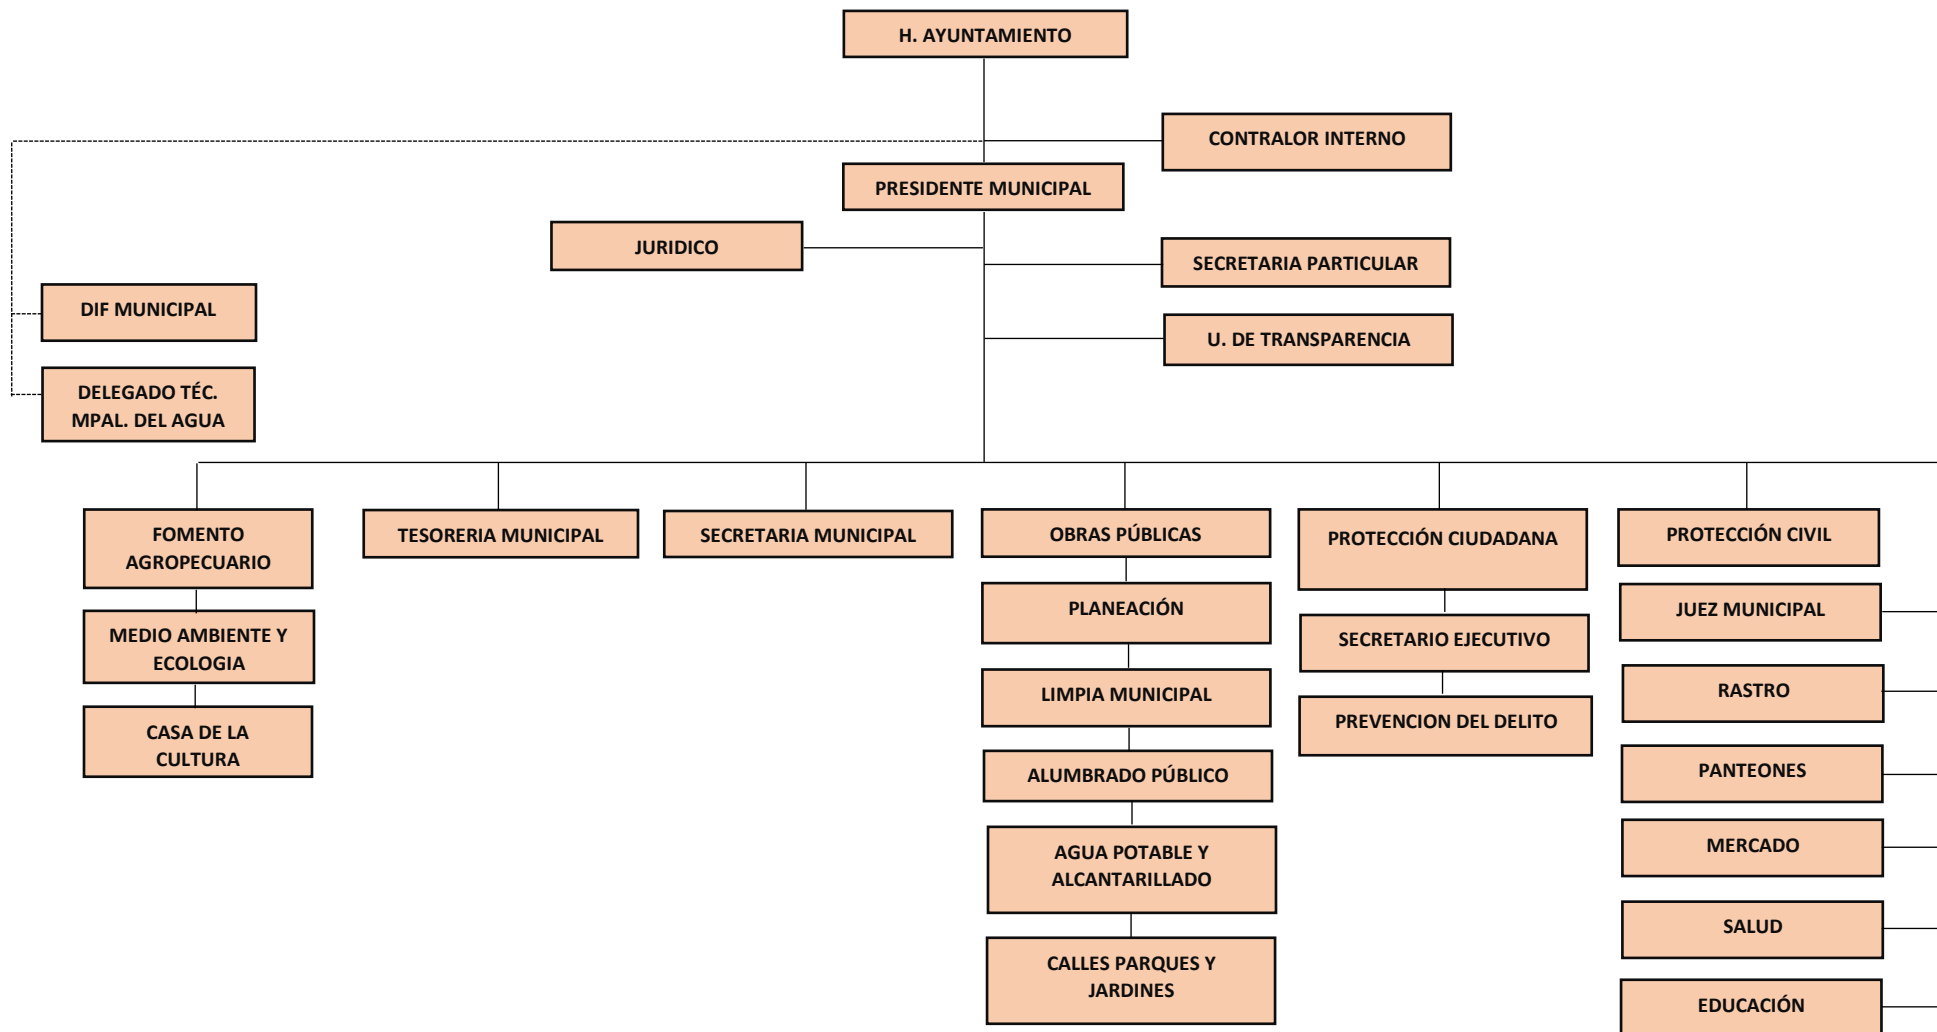 H. AYUNTAMIENTO
CONTRALOR INTERNO
PRESIDENTE MUNICIPAL
JURIDICO
SECRETARIA PARTICULAR
DIF MUNICIPAL
U. DE TRANSPARENCIA
DELEGADO TÉC.
MPAL. DEL AGUA
FOMENTO
AGROPECUARIO
MEDIO AMBIENTE Y
ECOLOGIA
CASA DE LA
CULTURA
TESORERIA MUNICIPAL
SECRETARIA MUNICIPAL
OBRAS PÚBLICAS
PLANEACIÓN
LIMPIA MUNICIPAL
ALUMBRADO PÚBLICO
AGUA POTABLE Y
ALCANTARILLADO
CALLES PARQUES Y
JARDINES
PROTECCIÓN CIUDADANA
SECRETARIO EJECUTIVO
PREVENCION DEL DELITO
PROTECCIÓN CIVIL
JUEZ MUNICIPAL
RASTRO
PANTEONES
MERCADO
SALUD
EDUCACIÓN